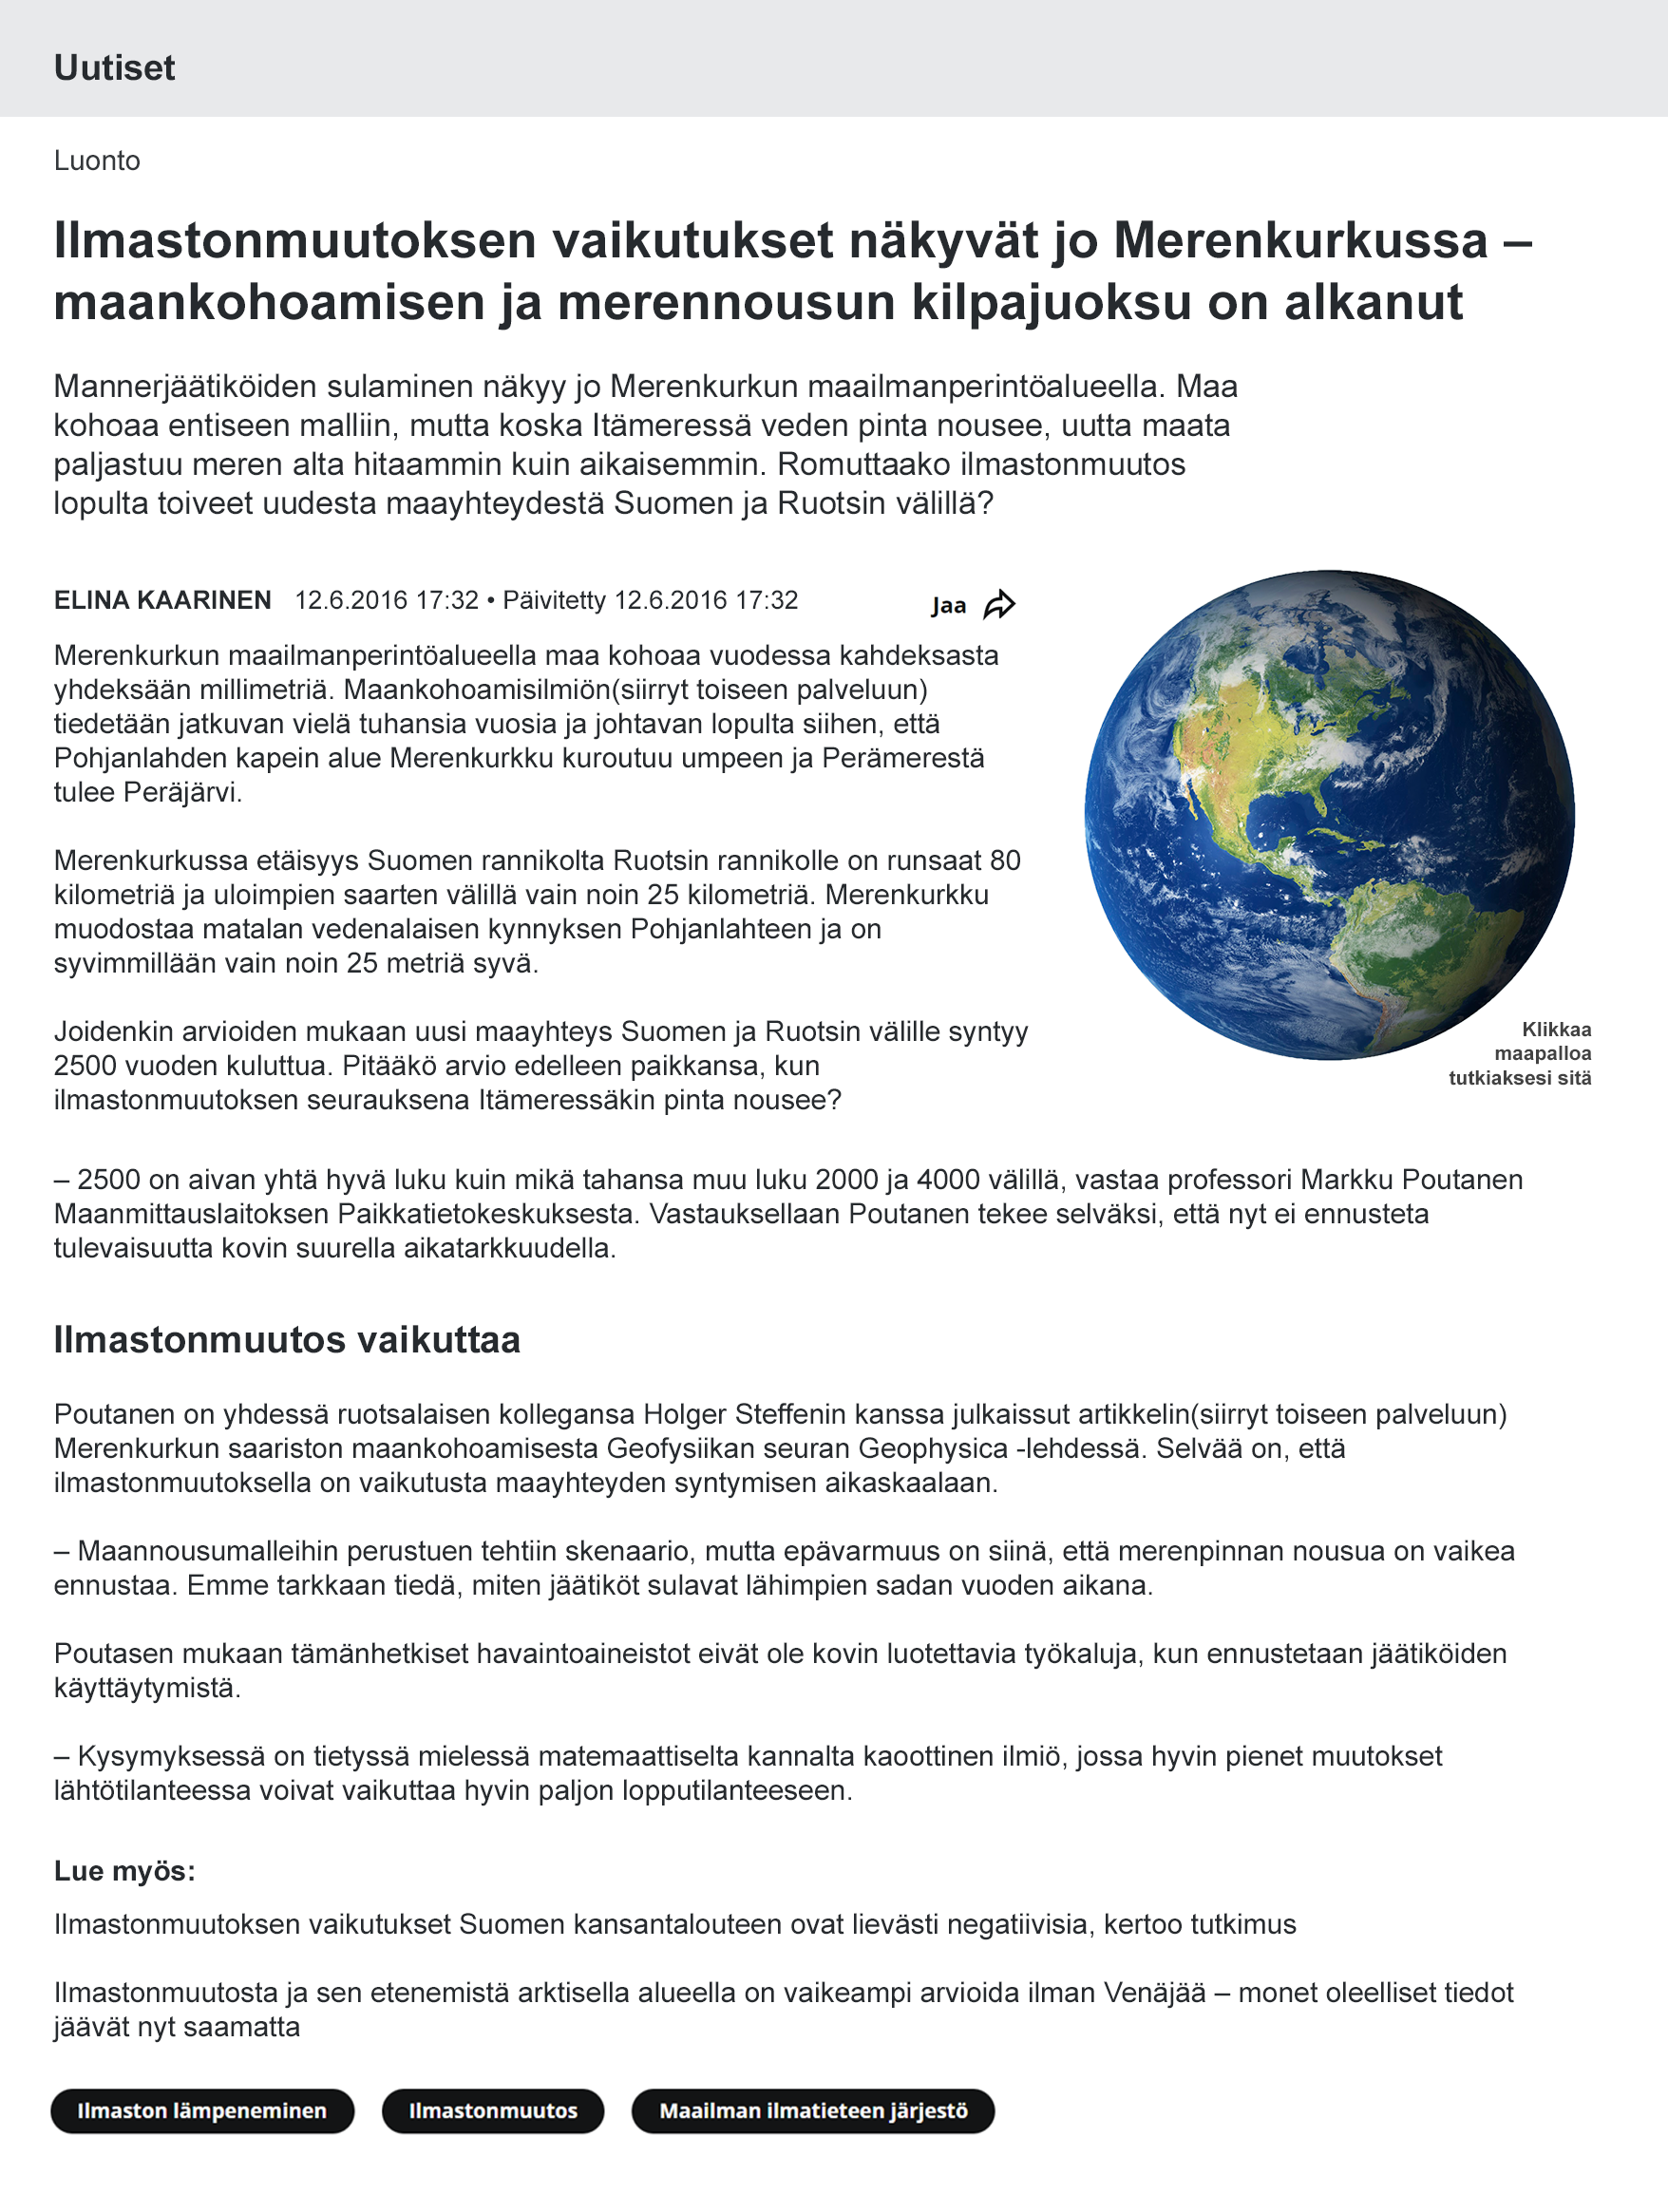 Uutiset
Luonto
Ilmastonmuutoksen vaikutukset näkyvät jo Merenkurkussa –
maankohoamisen ja merennousun kilpajuoksu on alkanut
Mannerjäätiköiden sulaminen näkyy jo Merenkurkun maailmanperintöalueella. Maa
kohoaa entiseen malliin, mutta koska Itämeressä veden pinta nousee, uutta maata
paljastuu meren alta hitaammin kuin aikaisemmin. Romuttaako ilmastonmuutos
lopulta toiveet uudesta maayhteydestä Suomen ja Ruotsin välillä?
ELINA KAARINEN 12.6.2016 17:32 • Päivitetty 12.6.2016 17:32
Jaa
Merenkurkun maailmanperintöalueella maa kohoaa vuodessa kahdeksasta
yhdeksään millimetriä. Maankohoamisilmiön(siirryt toiseen palveluun)
tiedetään jatkuvan vielä tuhansia vuosia ja johtavan lopulta siihen, että
Pohjanlahden kapein alue Merenkurkku kuroutuu umpeen ja Perämerestä
tulee Peräjärvi.
Merenkurkussa etäisyys Suomen rannikolta Ruotsin rannikolle on runsaat 80
kilometriä ja uloimpien saarten välillä vain noin 25 kilometriä. Merenkurkku
muodostaa matalan vedenalaisen kynnyksen Pohjanlahteen ja on
syvimmillään vain noin 25 metriä syvä.
Joidenkin arvioiden mukaan uusi maayhteys Suomen ja Ruotsin välille syntyy
2500 vuoden kuluttua. Pitääkö arvio edelleen paikkansa, kun
ilmastonmuutoksen seurauksena Itämeressäkin pinta nousee?
Klikkaa
maapalloa
tutkiaksesi sitä
– 2500 on aivan yhtä hyvä luku kuin mikä tahansa muu luku 2000 ja 4000 välillä, vastaa professori Markku Poutanen
Maanmittauslaitoksen Paikkatietokeskuksesta. Vastauksellaan Poutanen tekee selväksi, että nyt ei ennusteta
tulevaisuutta kovin suurella aikatarkkuudella.
Ilmastonmuutos vaikuttaa
Poutanen on yhdessä ruotsalaisen kollegansa Holger Steffenin kanssa julkaissut artikkelin(siirryt toiseen palveluun)
Merenkurkun saariston maankohoamisesta Geofysiikan seuran Geophysica -lehdessä. Selvää on, että
ilmastonmuutoksella on vaikutusta maayhteyden syntymisen aikaskaalaan.
– Maannousumalleihin perustuen tehtiin skenaario, mutta epävarmuus on siinä, että merenpinnan nousua on vaikea
ennustaa. Emme tarkkaan tiedä, miten jäätiköt sulavat lähimpien sadan vuoden aikana.
Poutasen mukaan tämänhetkiset havaintoaineistot eivät ole kovin luotettavia työkaluja, kun ennustetaan jäätiköiden
käyttäytymistä.
– Kysymyksessä on tietyssä mielessä matemaattiselta kannalta kaoottinen ilmiö, jossa hyvin pienet muutokset
lähtötilanteessa voivat vaikuttaa hyvin paljon lopputilanteeseen.
Lue myös:
Ilmastonmuutoksen vaikutukset Suomen kansantalouteen ovat lievästi negatiivisia, kertoo tutkimus
Ilmastonmuutosta ja sen etenemistä arktisella alueella on vaikeampi arvioida ilman Venäjää – monet oleelliset tiedot
jäävät nyt saamatta
Ilmaston lämpeneminen Ilmastonmuutos Maailman ilmatieteen järjestö